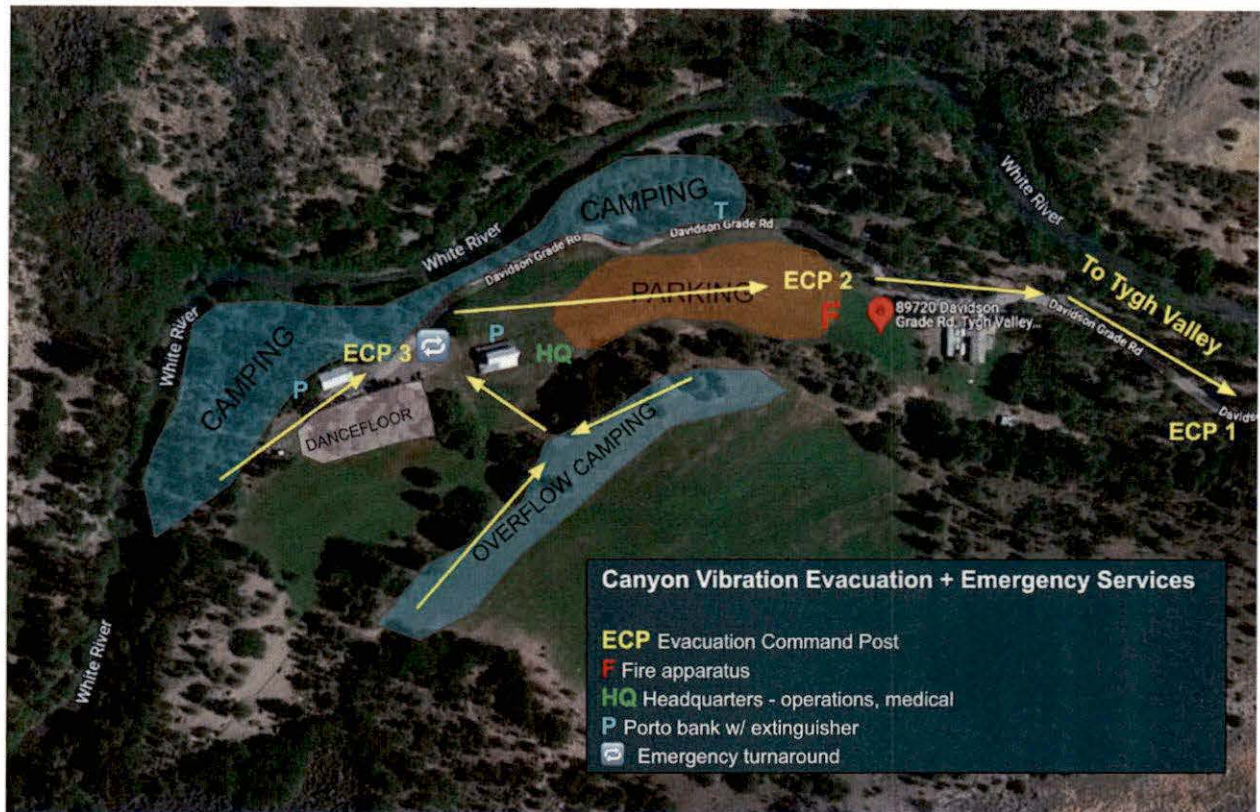 CAMPING
T
White River
White River
Davidson Grade Rd
Davidson Grade Rd
White River
To Tygh Valley
ECP 2
PARKING
F
89720 Davidson
Grade Rd, Tygh Valley...
Davidson Grade Rd
P
HQ
ECP 3
White River
CAMPING
P
DANCEFLOOR
Davids
ECP 1
OVERFLOW CAMPING
White River
Canyon Vibration Evacuation + Emergency Services
ECP Evacuation Command Post
F Fire apparatus
HQ Headquarters - operations, medical
P Porto bank w/ extinguisher
Emergency turnaround